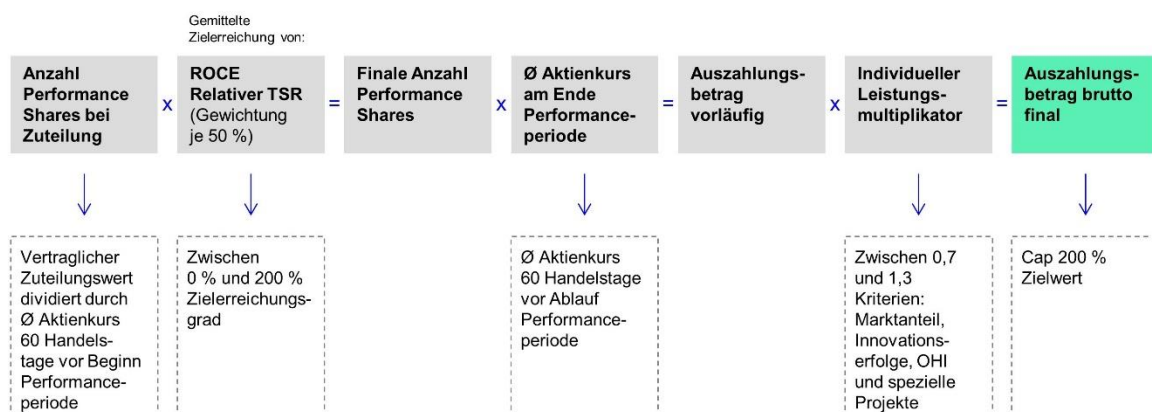 Gemittelte
Zielerreichung von:
Anzahl
Performance
Shares bei
Zuteilung
x
ROCE
Relativer TSR
(Gewichtung
je 50 %)
=
Finale Anzahl
Performance
Shares
x
Ø Aktienkurs
am Ende
Performance-
periode
=
Auszahlungs-
betrag
vorläufig
x
Individueller
Leistungs-
multiplikator
=
Auszahlungs-
betrag brutto
final
Vertraglicher
Zuteilungswert
dividiert durch
Ø Aktienkurs
60 Handels-
tage vor Beginn
Performance-
periode
Zwischen
0 % und 200 %
Zielerreichungs-
grad
Ø Aktienkurs
60 Handelstage
vor Ablauf
Performance-
periode
Zwischen 0,7
und 1,3
Kriterien:
Marktanteil,
Innovations-
erfolge, OHI
und spezielle
Projekte
Cap 200 %
Zielwert